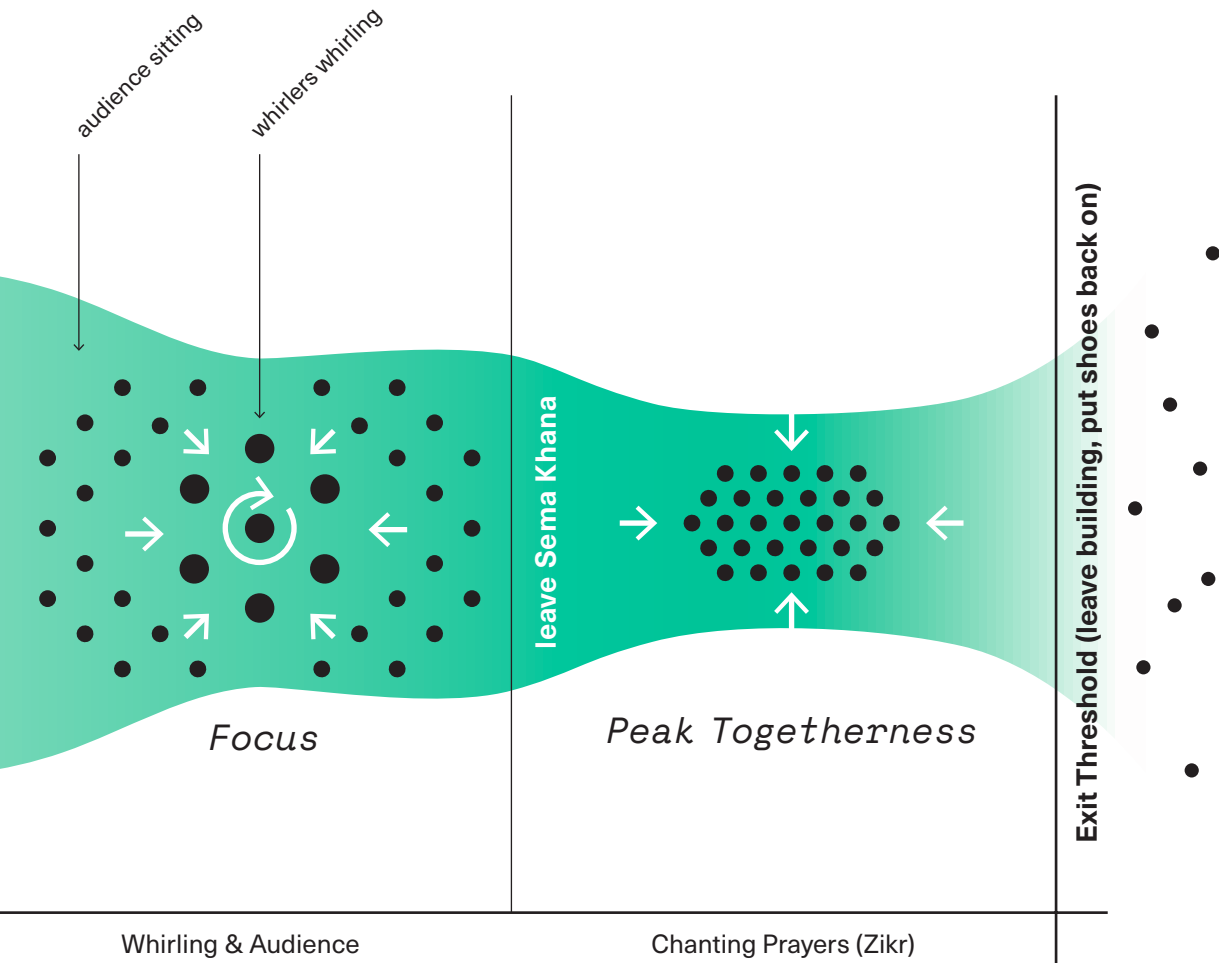 audience sitting
whirlers whirling
leave Sema Khana
Exit Threshold (leave building, put shoes back on)
Focus
Peak Togetherness
Whirling & Audience
Chanting Prayers (Zikr)